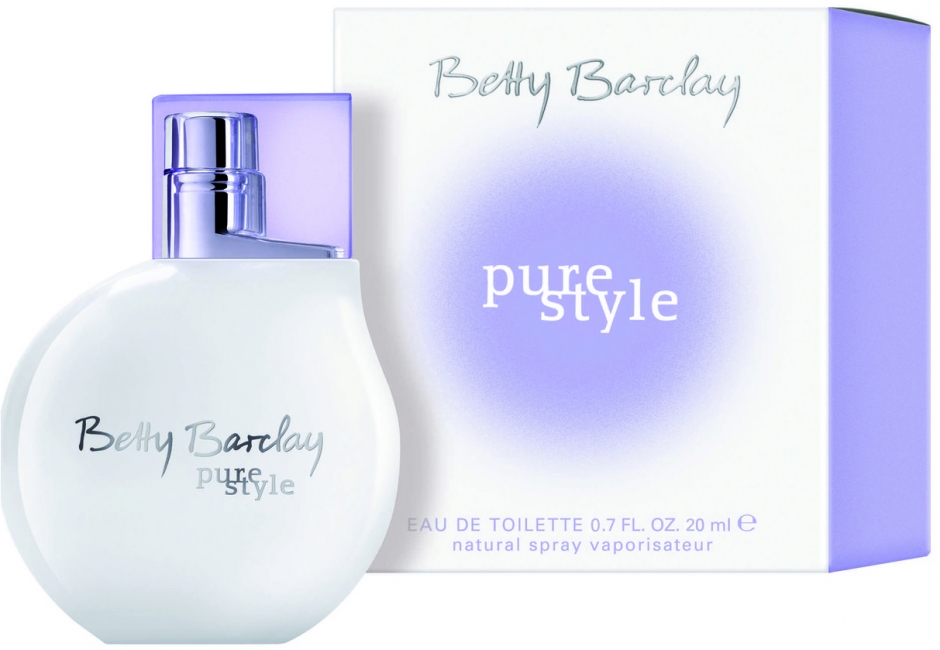 Betty Barclay
pure
style
EAU DE TOILETTE 0.7 FL. OZ. 20 ml ℮
natural spray vaporisateur
Betty Barclay
pure
style